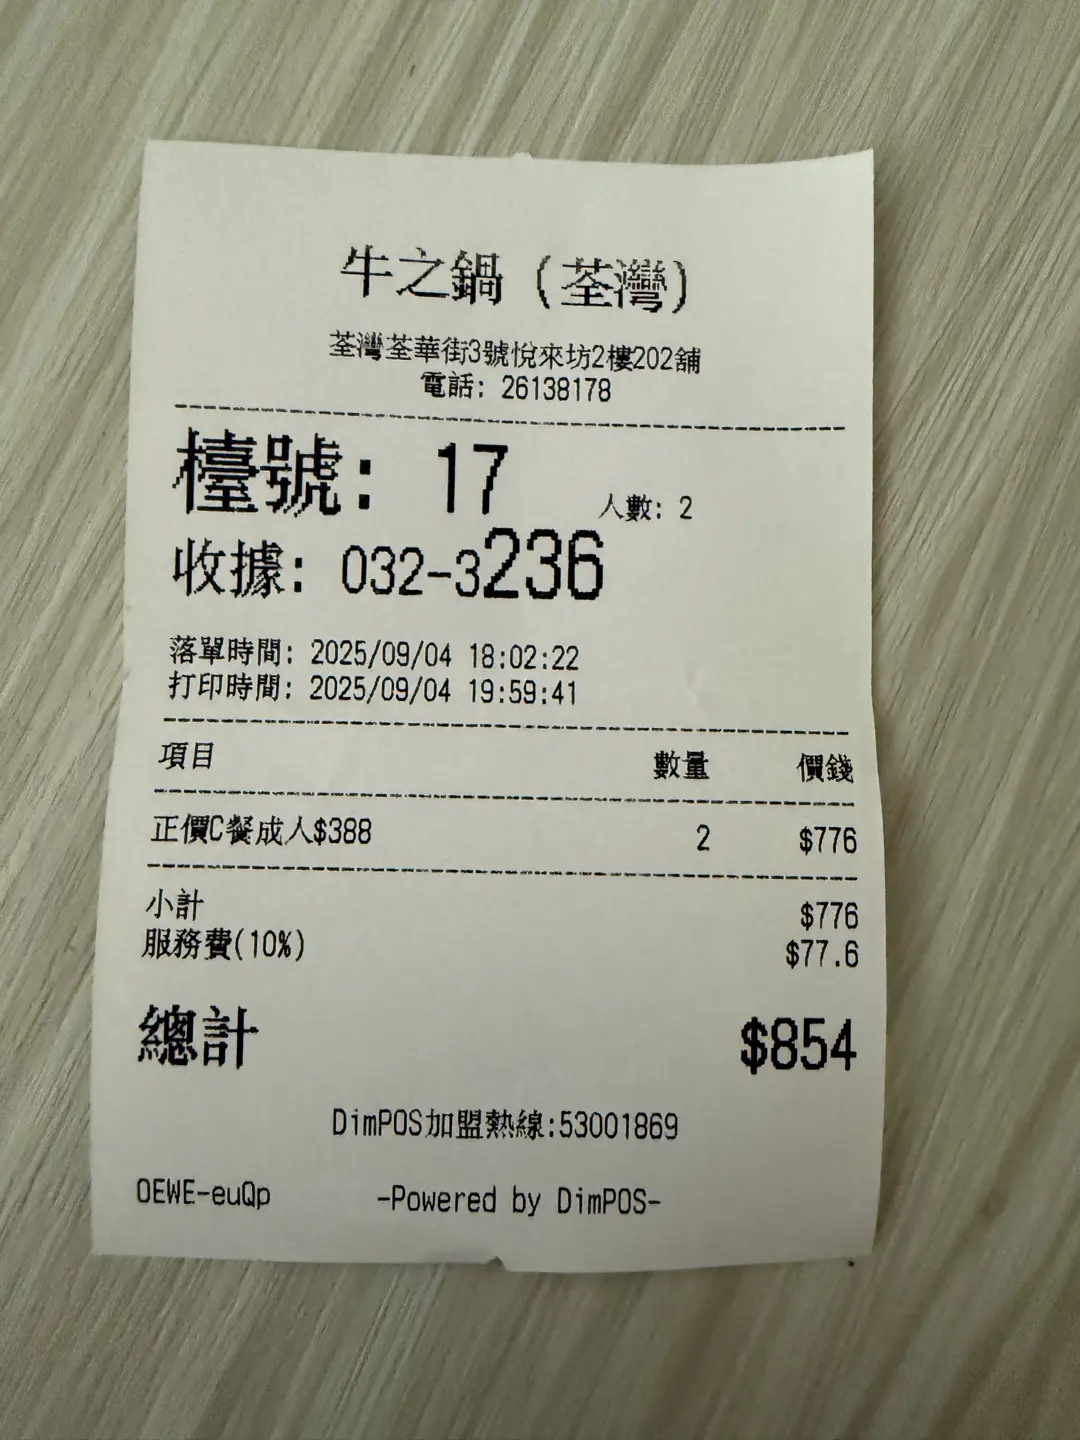 牛之鍋（荃灣）
荃灣荃華街3號悅來坊2樓202舖
電話: 26138178
檯號: 17 人數: 2
收據: 032-3236
落單時間: 2025/09/04 18:02:22
打印時間: 2025/09/04 19:59:41
項目 數量 價錢
正價C餐成人$388 2 $776
小計 $776
服務費(10%) $77.6
總計 $854
DimPOS加盟熱線:53001869
OEWE-euQp -Powered by DimPOS-